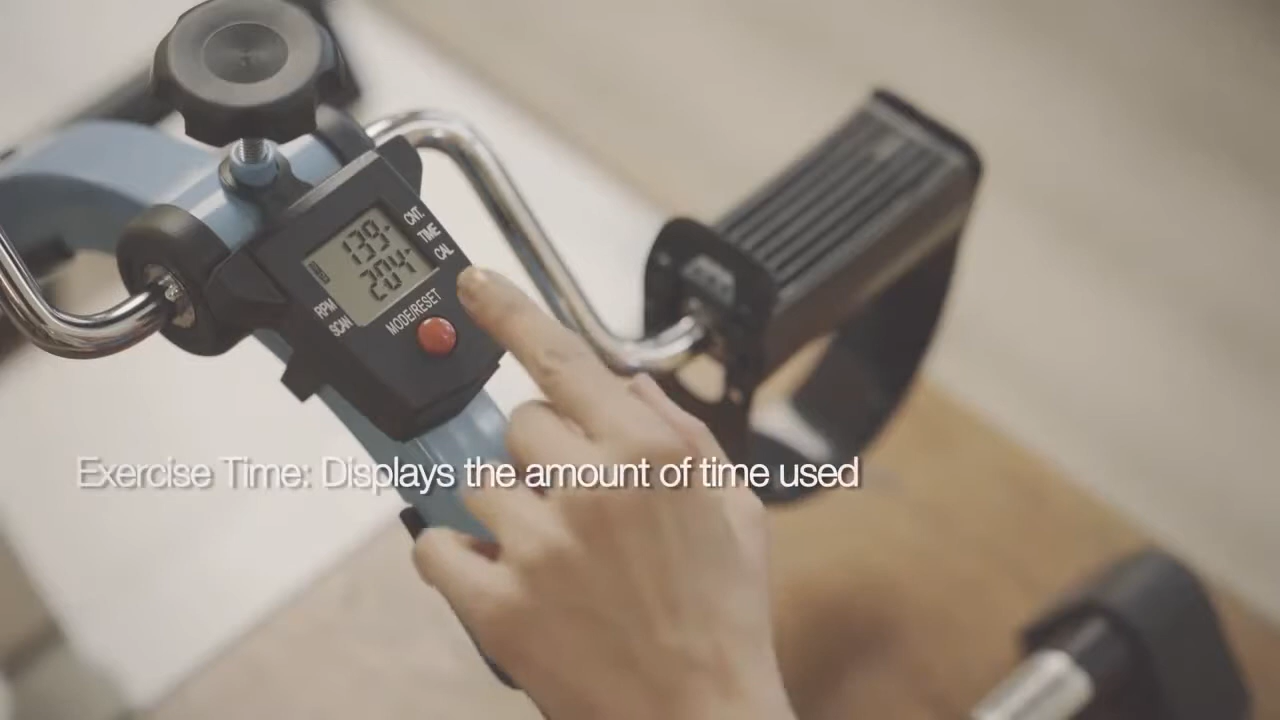 CNT.
TIME
CAL
RPM
SCAN
MODE/RESET
Exercise Time: Displays the amount of time used